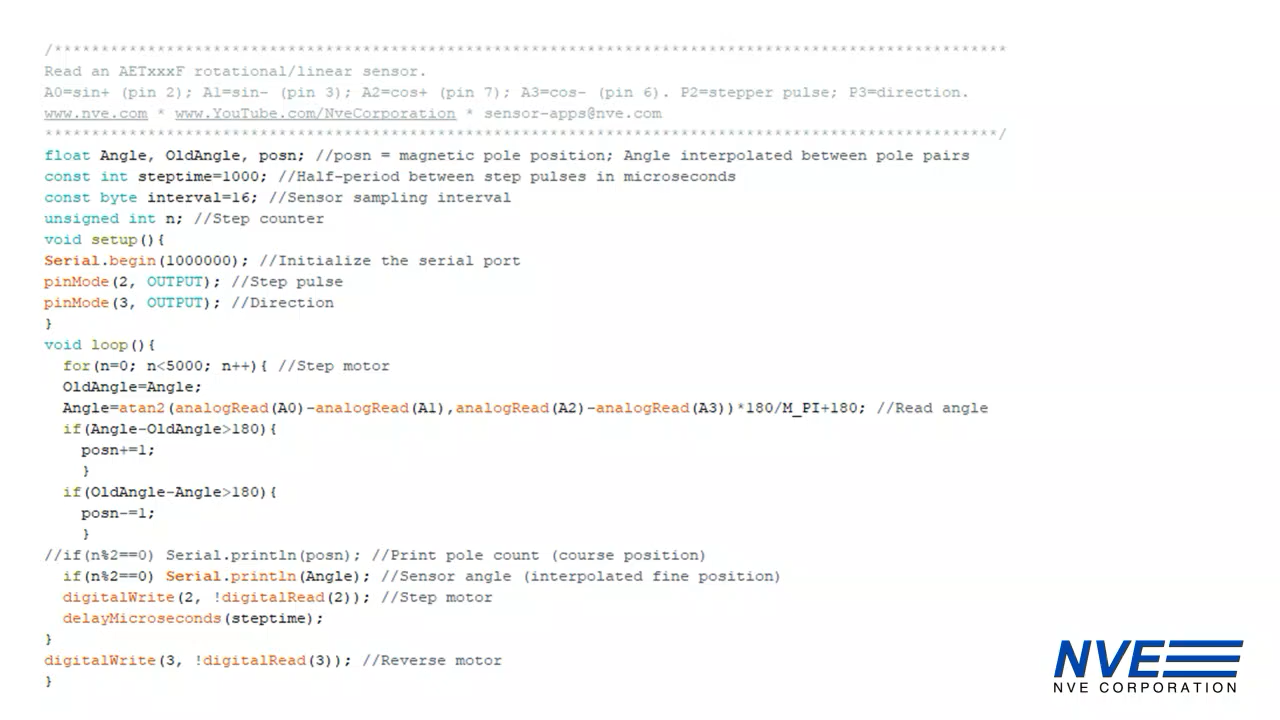 /******************************************************************************************************
Read an AETxxxF rotational/linear sensor.
A0=sin+ (pin 2); A1=sin- (pin 3); A2=cos+ (pin 7); A3=cos- (pin 6). P2=stepper pulse; P3=direction.
www.nve.com * www.YouTube.com/NveCorporation * sensor-apps@nve.com
******************************************************************************************************/
float Angle, OldAngle, posn; //posn = magnetic pole position; Angle interpolated between pole pairs
const int steptime=1000; //Half-period between step pulses in microseconds
const byte interval=16; //Sensor sampling interval
unsigned int n; //Step counter
void setup(){
Serial.begin(1000000); //Initialize the serial port
pinMode(2, OUTPUT); //Step pulse
pinMode(3, OUTPUT); //Direction
}
void loop(){
  for(n=0; n<5000; n++){ //Step motor
  OldAngle=Angle;
  Angle=atan2(analogRead(A0)-analogRead(A1),analogRead(A2)-analogRead(A3))*180/M_PI+180; //Read angle
  if(Angle-OldAngle>180){
    posn+=1;
    }
  if(OldAngle-Angle>180){
    posn-=1;
    }
//if(n%2==0) Serial.println(posn); //Print pole count (course position)
  if(n%2==0) Serial.println(Angle); //Sensor angle (interpolated fine position)
  digitalWrite(2, !digitalRead(2)); //Step motor
  delayMicroseconds(steptime);
}
digitalWrite(3, !digitalRead(3)); //Reverse motor
}
NVE
NVE CORPORATION